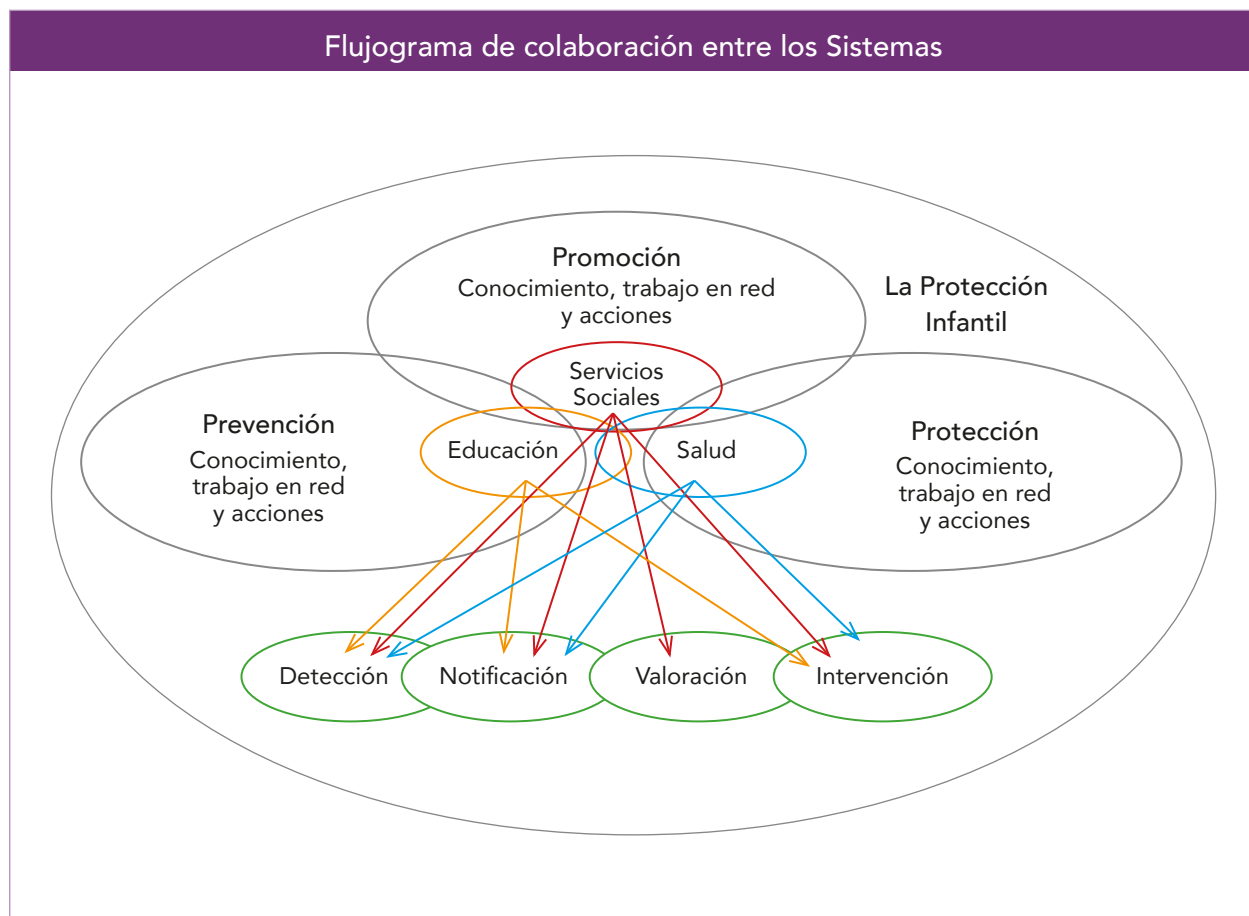 Flujograma de colaboración entre los Sistemas
Promoción
Conocimiento, trabajo en red
y acciones
La Protección
Infantil
Servicios
Sociales
Prevención
Conocimiento,
trabajo en red
y acciones
Educación
Salud
Protección
Conocimiento,
trabajo en red
y acciones
Detección
Notificación
Valoración
Intervención